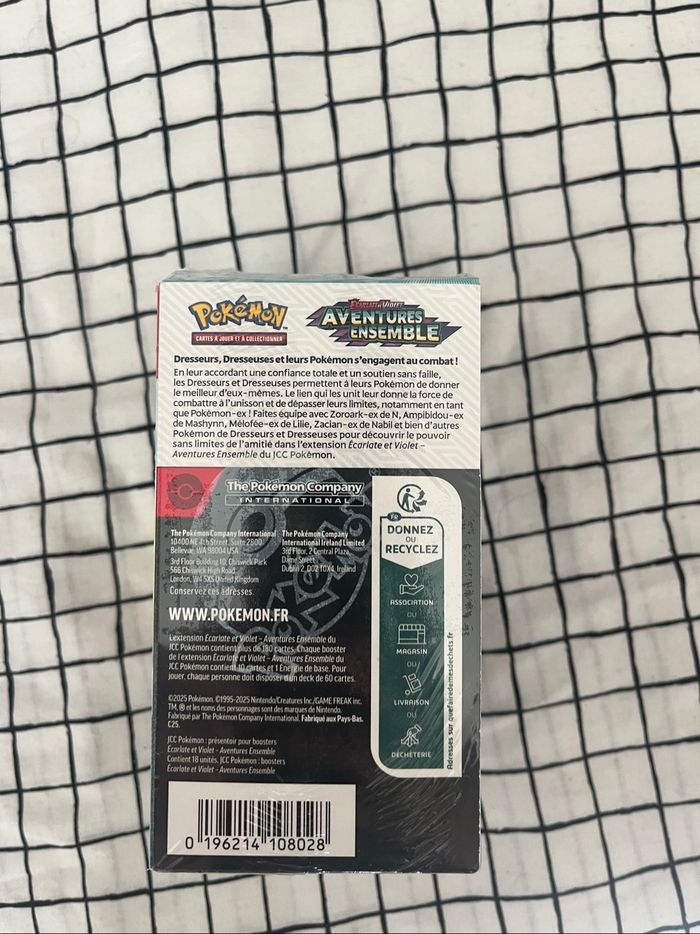 POKéMON™
CARTES À JOUER ET À COLLECTIONNER
ÉCARLATE ET VIOLET
AVENTURES
ENSEMBLE
Dresseurs, Dresseuses et leurs Pokémon s'engagent au combat !
En leur accordant une confiance totale et un soutien sans faille,
les Dresseurs et Dresseuses permettent à leurs Pokémon de donner
le meilleur d'eux-mêmes. Le lien qui les unit leur donne la force de
combattre à l'unisson et de dépasser leurs limites, notamment en tant
que Pokémon-ex ! Faites équipe avec Zoroark-ex de N, Ampibidou-ex
de Mashynn, Mélofée-ex de Lilie, Zacian-ex de Nabil et bien d'autres
Pokémon de Dresseurs et Dresseuses pour découvrir le pouvoir
sans limites de l'amitié dans l'extension Écarlate et Violet –
Aventures Ensemble du JCC Pokémon.
The Pokémon Company
INTERNATIONAL
The Pokémon Company International
10400 NE 4th Street, Suite 2800,
Bellevue, WA 98004 USA
3rd Floor Building 10, Chiswick Park
566 Chiswick High Road
London, W4 5XS United Kingdom
Conservez ces adresses.
The Pokémon Company
International Ireland Limited
3rd Floor, 2 Central Plaza,
Dame Street
Dublin 2, D02 T0X4, Ireland
WWW.POKEMON.FR
L'extension Écarlate et Violet – Aventures Ensemble du
JCC Pokémon contient plus de 180 cartes, chaque booster
de l'extension Écarlate et Violet – Aventures Ensemble du
JCC Pokémon contient 10 cartes et 1 Énergie de base. Pour
jouer, chaque personne doit disposer d'un deck de 60 cartes.
©2025 Pokémon. ©1995-2025 Nintendo/Creatures Inc./GAME FREAK inc.
TM, ® et les noms des personnages sont des marques de Nintendo.
Fabriqué par The Pokémon Company International. Fabriqué aux Pays-Bas.
C25.
JCC Pokémon : présentoir pour boosters
Écarlate et Violet – Aventures Ensemble
Contient 18 unités. JCC Pokémon : boosters
Écarlate et Violet – Aventures Ensemble
FR
DONNEZ
OU
RECYCLEZ
ASSOCIATION
OU
MAGASIN
OU
LIVRAISON
OU
DÉCHÈTERIE
Adresses sur quefairedemesdechets.fr
0 196214 108028